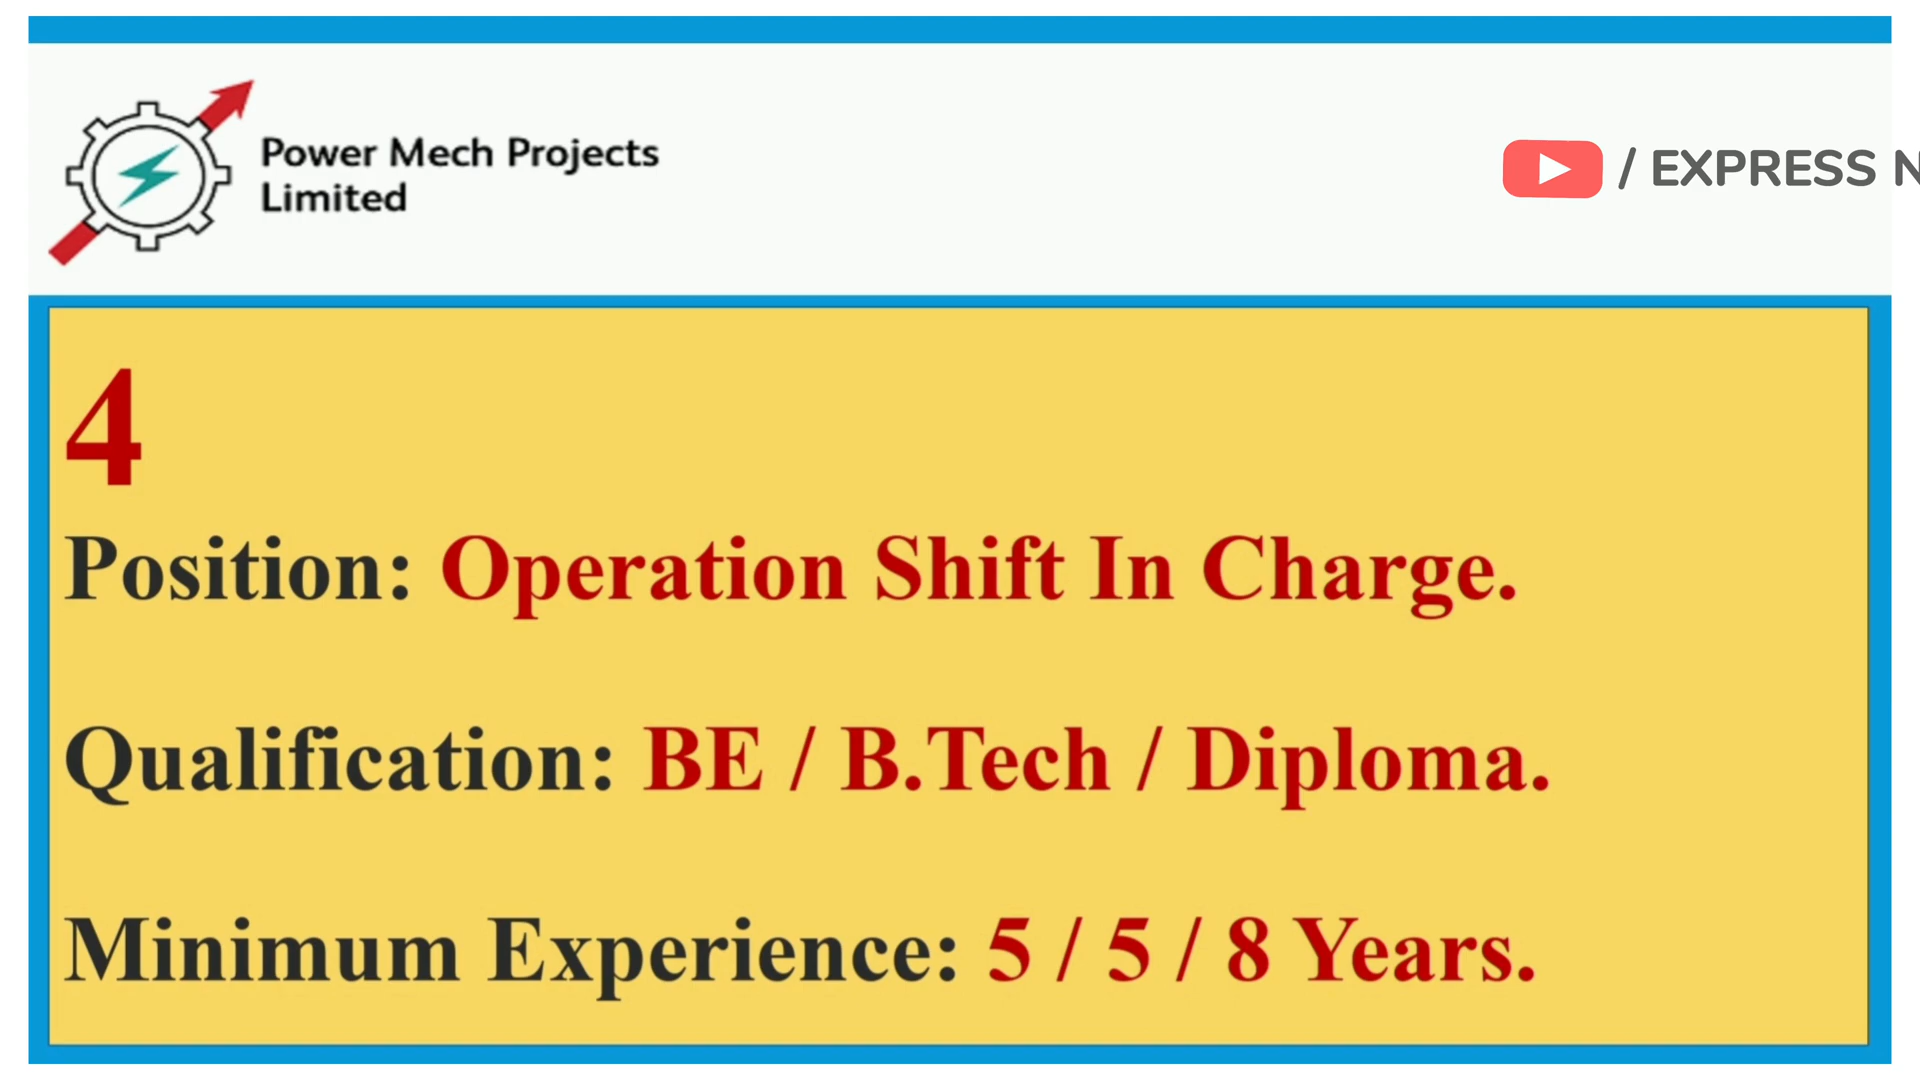 Power Mech Projects
Limited
/ EXPRESS N
4
Position: Operation Shift In Charge.
Qualification: BE / B.Tech / Diploma.
Minimum Experience: 5 / 5 / 8 Years.